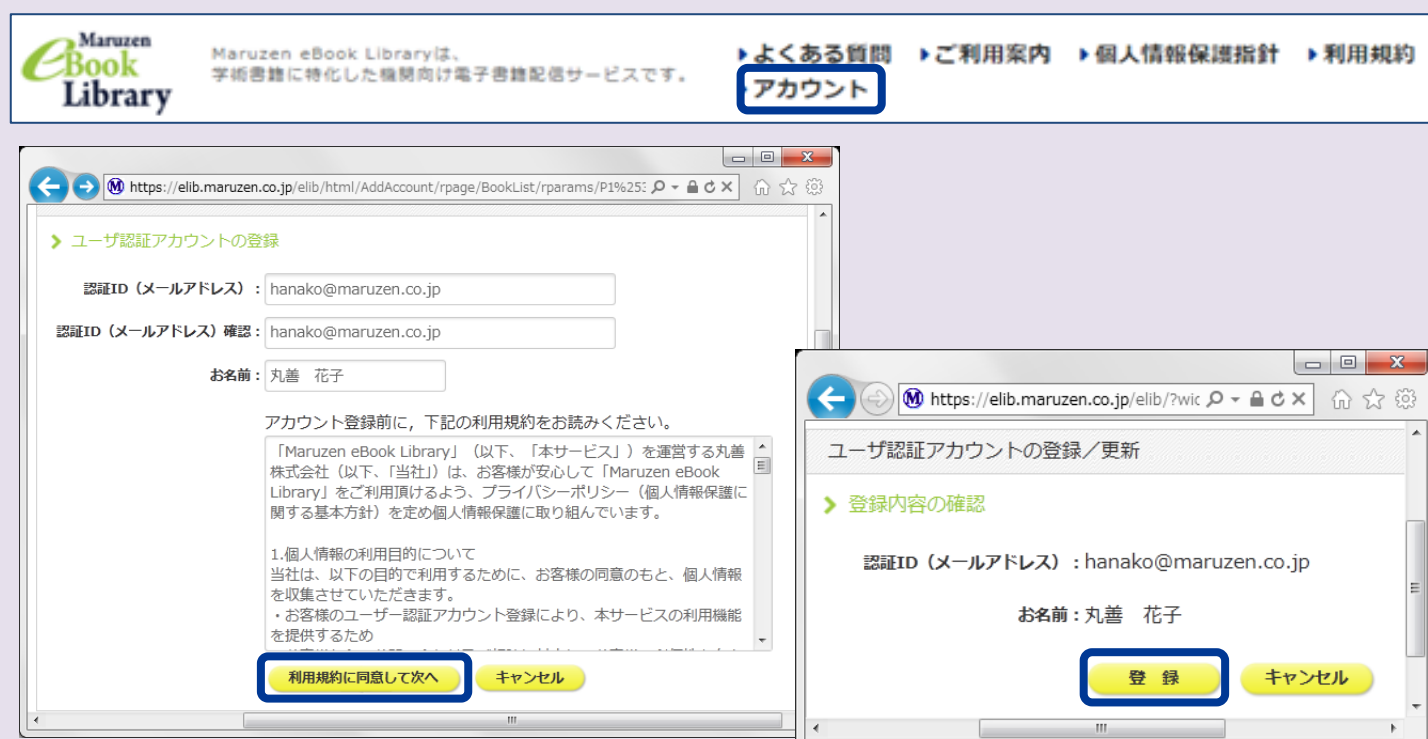 Maruzen
eBook
Library
Maruzen eBook Libraryは、
学術書籍に特化した機関向け電子書籍配信サービスです。
よくある質問 ご利用案内 個人情報保護指針 利用規約
アカウント
https://elib.maruzen.co.jp/elib/html/AddAccount/rpage/BookList/rparams/P1%253
ユーザ認証アカウントの登録
認証ID（メールアドレス）：hanako@maruzen.co.jp
認証ID（メールアドレス）確認：hanako@maruzen.co.jp
お名前：丸善　花子
アカウント登録前に，下記の利用規約をお読みください。
「Maruzen eBook Library」（以下、「本サービス」）を運営する丸善
株式会社（以下、「当社」）は、お客様が安心して「Maruzen eBook
Library」をご利用頂けるよう、プライバシーポリシー（個人情報保護に
関する基本方針）を定め個人情報保護に取り組んでいます。
1.個人情報の利用目的について
当社は、以下の目的で利用するために、お客様の同意のもと、個人情報
を収集させていただきます。
・お客様のユーザー認証アカウント登録により、本サービスの利用機能
を提供するため
利用規約に同意して次へ キャンセル
https://elib.maruzen.co.jp/elib/?wic
ユーザ認証アカウントの登録／更新
登録内容の確認
認証ID（メールアドレス）：hanako@maruzen.co.jp
お名前：丸善　花子
登　録 キャンセル